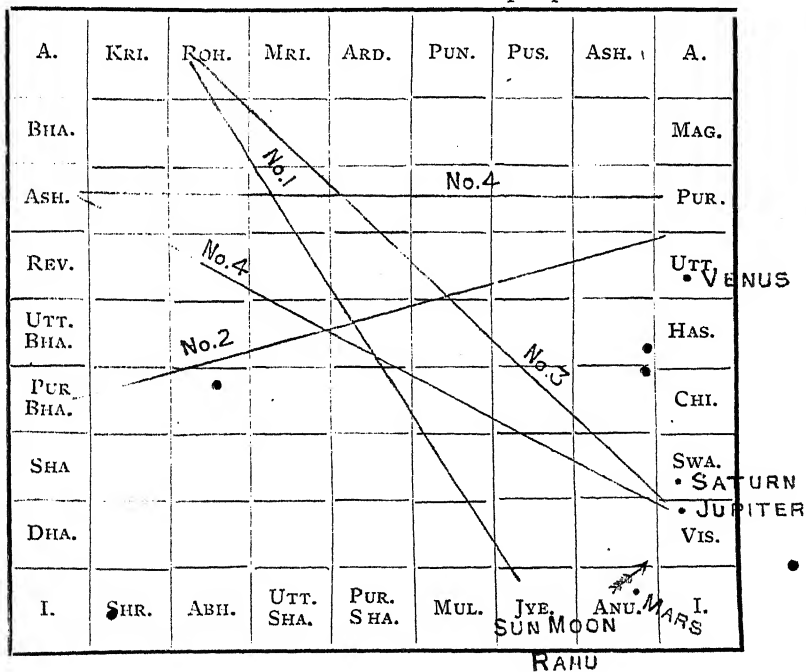 A. KRI. ROH. MRI. ARD. PUN. PUS. ASH. A.
BHA. MAG.
No.1 No.4
ASH. PUR.
REV. No.4 UTT. VENUS
UTT. BHA. No.2 HAS.
No.3
PUR BHA. CHI.
SHA SWA.
SATURN
JUPITER
DHA. VIS.
I. SHR. ABH. UTT. SHA. PUR. SHA. MUL. JYE. ANU. MARS I.
SUN MOON
RAHU